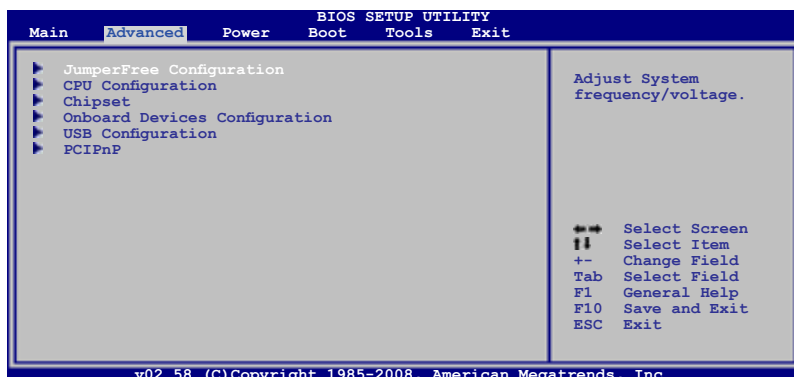 BIOS SETUP UTILITY
Main Advanced Power Boot Tools Exit
JumperFree Configuration
CPU Configuration
Chipset
Onboard Devices Configuration
USB Configuration
PCIPnP
Adjust System
frequency/voltage.
Select Screen
Select Item
+- Change Field
Tab Select Field
F1 General Help
F10 Save and Exit
ESC Exit
v02.58 (C)Copyright 1985-2008, American Megatrends, Inc.